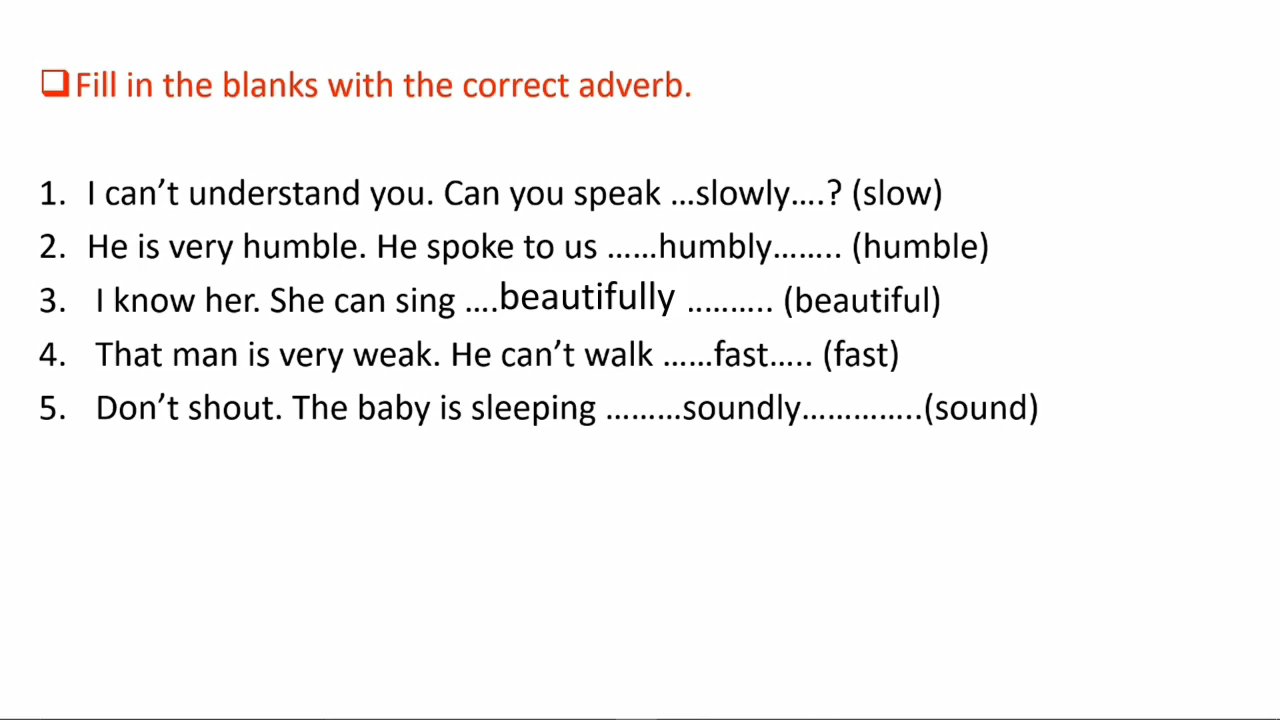 ❑Fill in the blanks with the correct adverb.
1. I can’t understand you. Can you speak …slowly….? (slow)
2. He is very humble. He spoke to us ……humbly…….. (humble)
3. I know her. She can sing ….beautifully ……….. (beautiful)
4. That man is very weak. He can’t walk ……fast….. (fast)
5. Don’t shout. The baby is sleeping ………soundly…………..(sound)